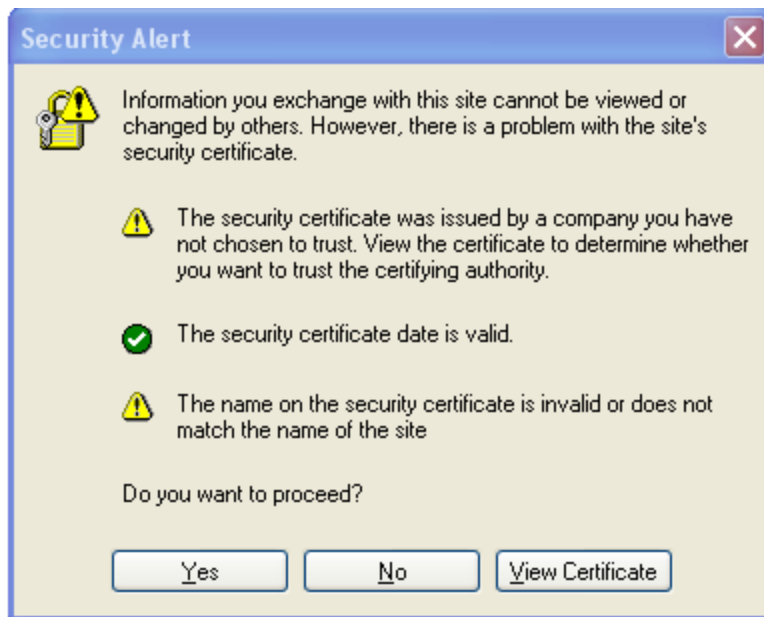 Security Alert
Information you exchange with this site cannot be viewed or
changed by others. However, there is a problem with the site's
security certificate.
The security certificate was issued by a company you have
not chosen to trust. View the certificate to determine whether
you want to trust the certifying authority.
The security certificate date is valid.
The name on the security certificate is invalid or does not
match the name of the site
Do you want to proceed?
Yes No View Certificate